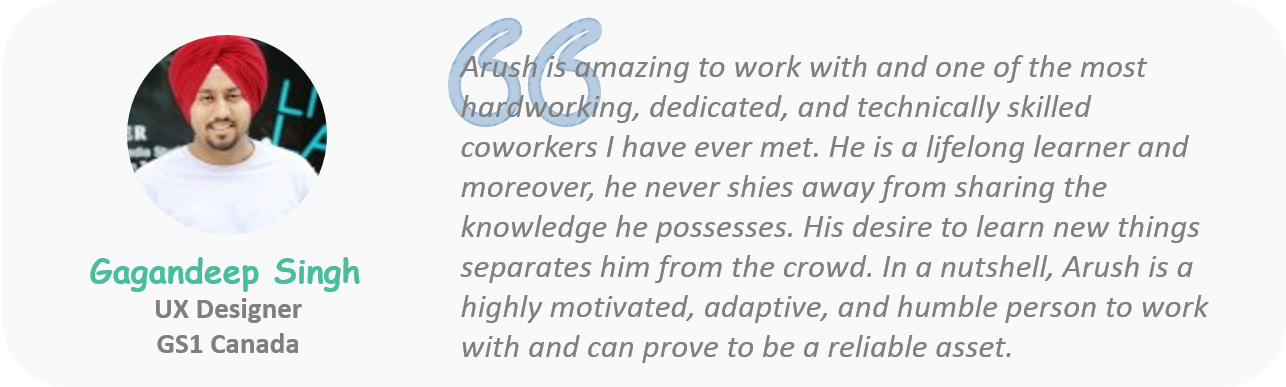 Gagandeep Singh
UX Designer
GS1 Canada
Arush is amazing to work with and one of the most
hardworking, dedicated, and technically skilled
coworkers I have ever met. He is a lifelong learner and
moreover, he never shies away from sharing the
knowledge he possesses. His desire to learn new things
separates him from the crowd. In a nutshell, Arush is a
highly motivated, adaptive, and humble person to work
with and can prove to be a reliable asset.